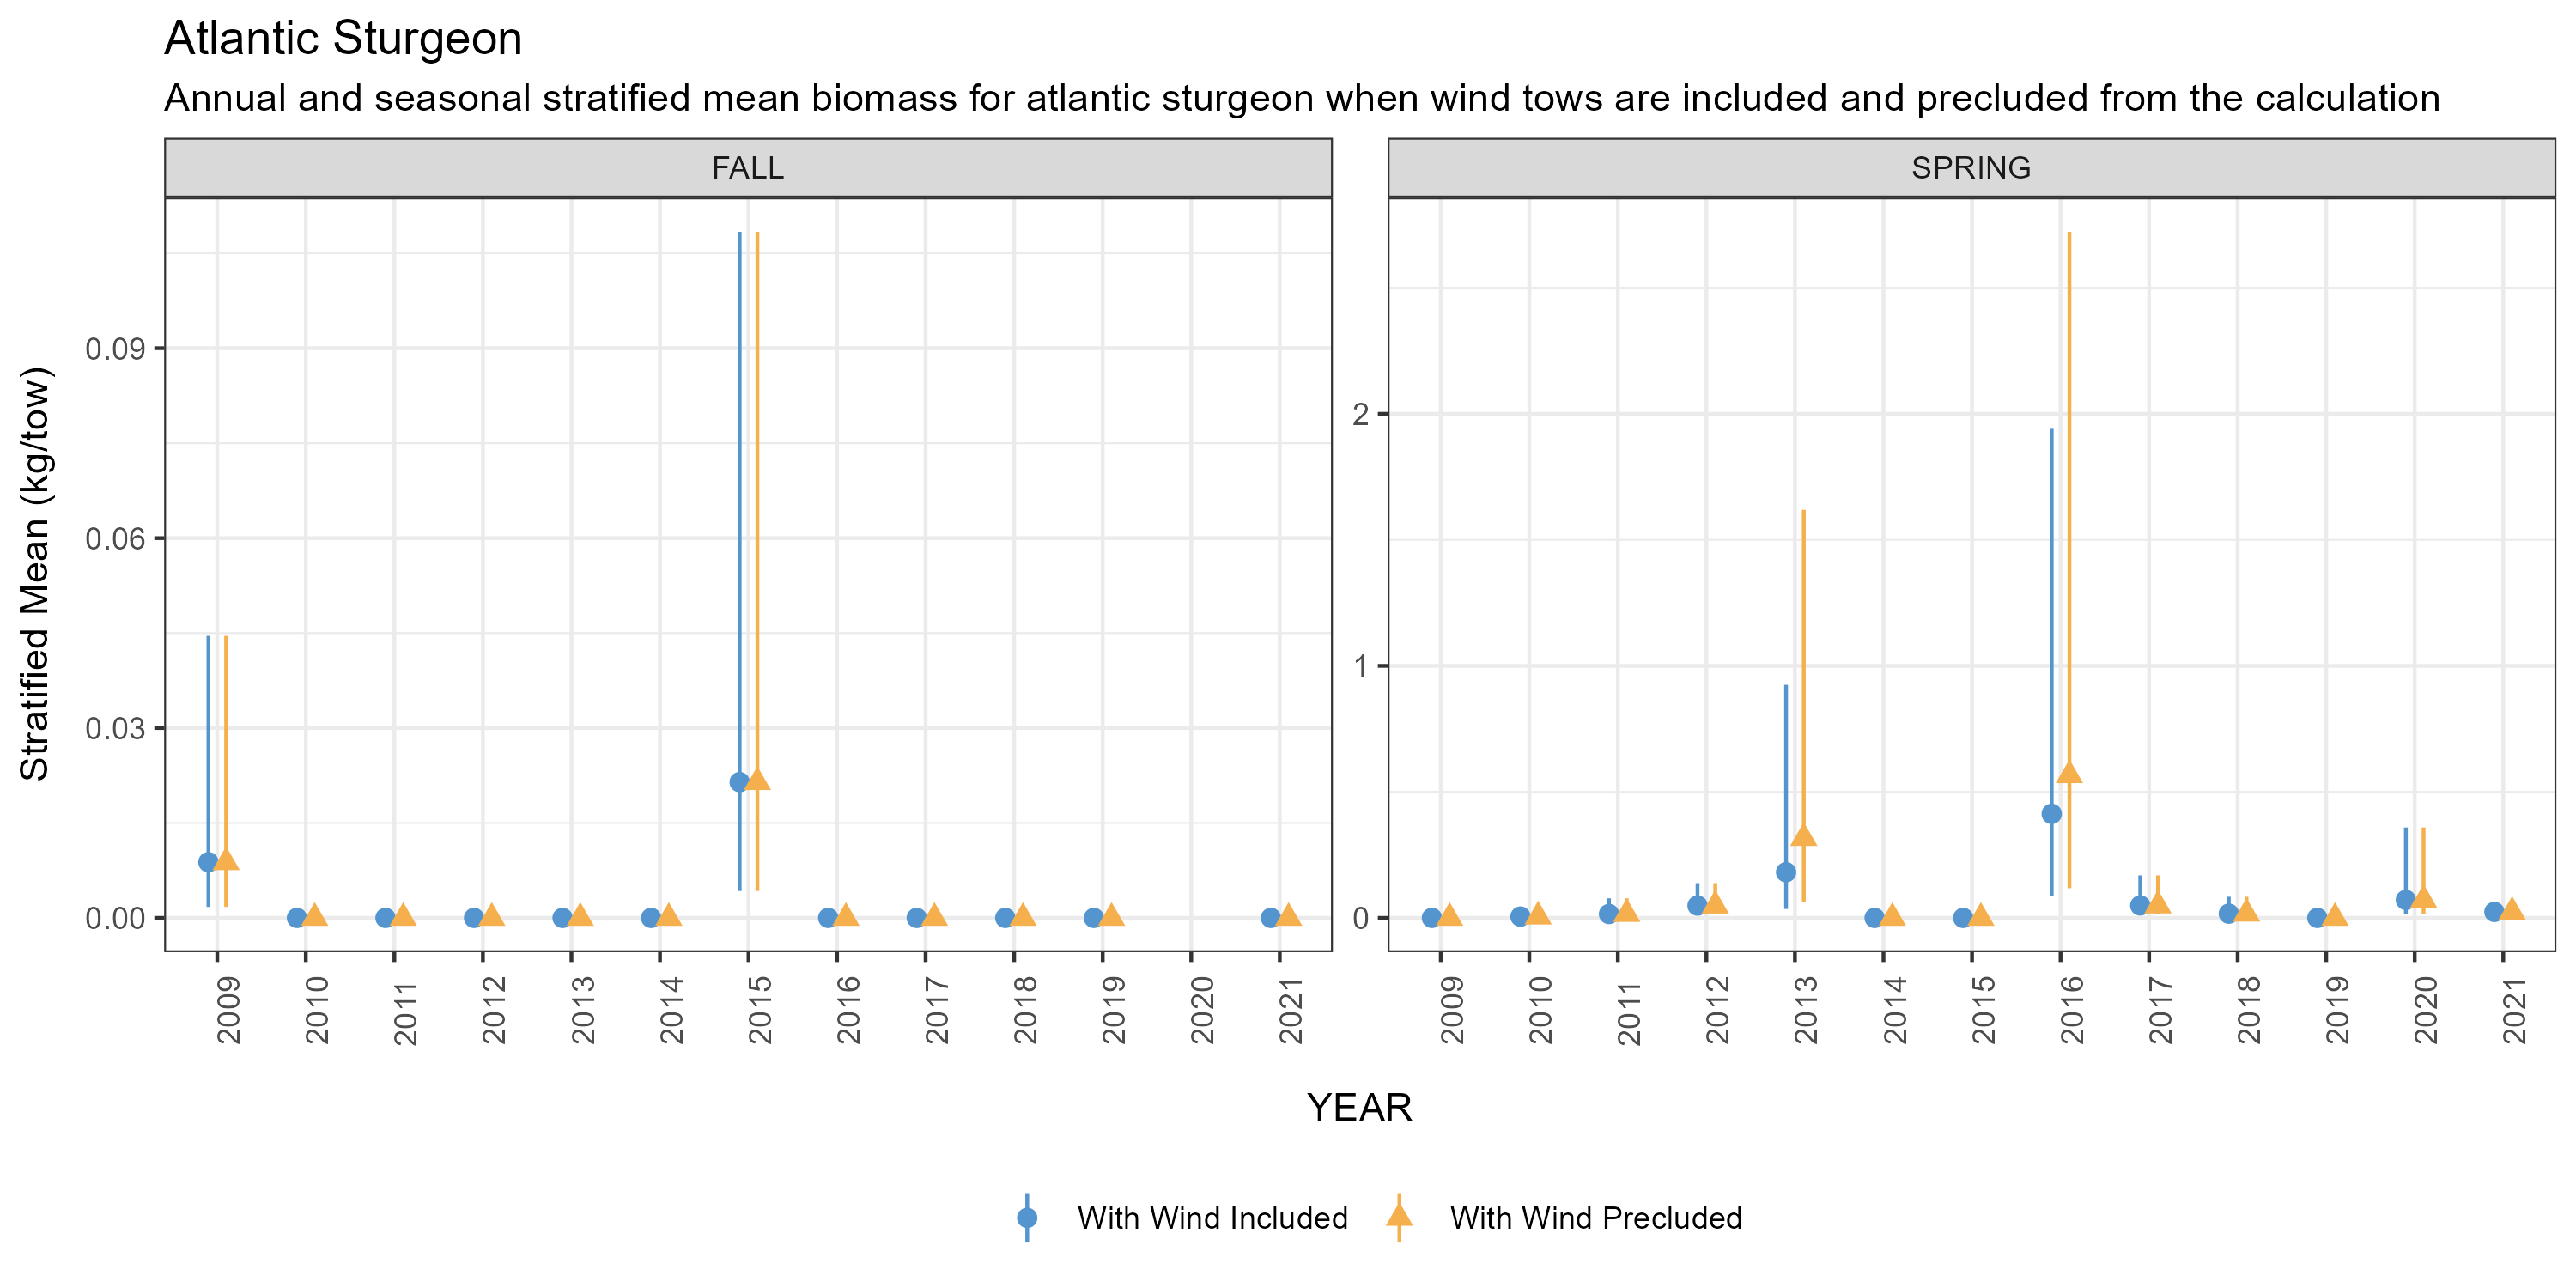 Atlantic Sturgeon
Annual and seasonal stratified mean biomass for atlantic sturgeon when wind tows are included and precluded from the calculation
FALL
SPRING
Stratified Mean (kg/tow)
0.09
0.06
0.03
0.00
2
1
0
2009 2010 2011 2012 2013 2014 2015 2016 2017 2018 2019 2020 2021
2009 2010 2011 2012 2013 2014 2015 2016 2017 2018 2019 2020 2021
YEAR
With Wind Included
With Wind Precluded